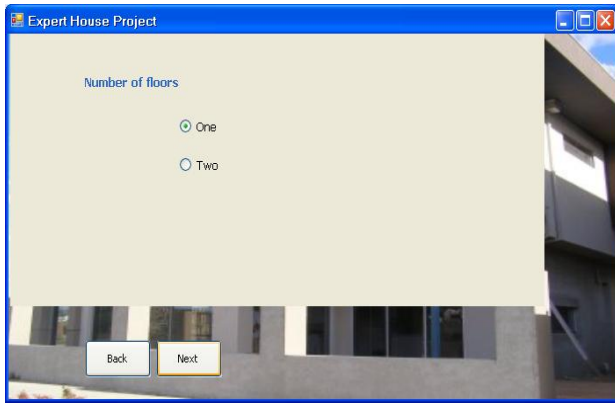 Expert House Project
Number of floors
One
Two
Back Next